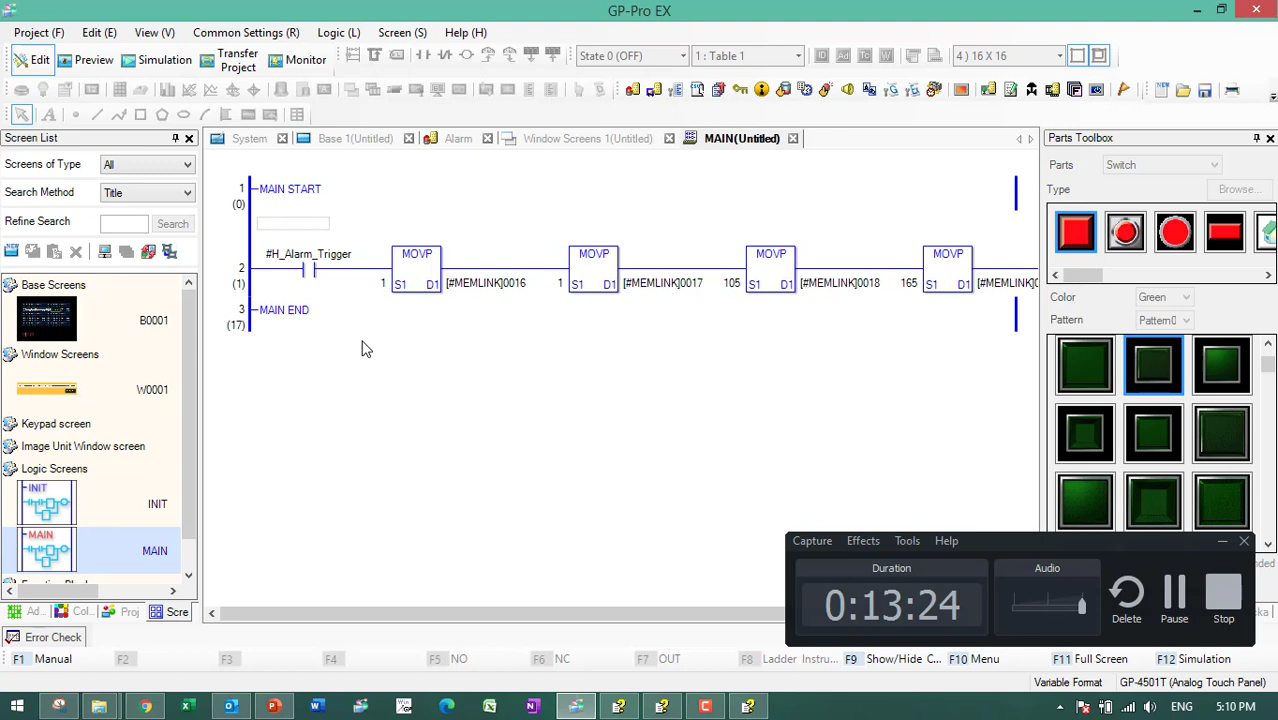 GP-Pro EX
Project (F) Edit (E) View (V) Common Settings (R) Logic (L) Screen (S) Help (H)
Edit Preview Simulation Transfer Project Monitor State 0 (OFF) 1 : Table 1 4 ) 16 X 16
Screen List
System Base 1(Untitled) Alarm Window Screens 1(Untitled) MAIN(Untitled)
Parts Toolbox
Screens of Type All
Search Method Title
Refine Search Search
Parts Switch
Type Browse...
1 MAIN START
(0)
#H_Alarm_Trigger MOVP MOVP MOVP MOVP
2
(1) 1 S1 D1 [#MEMLINK]0016 1 S1 D1 [#MEMLINK]0017 105 S1 D1 [#MEMLINK]0018 165 S1 D1 [#MEMLINK]0
3 MAIN END
(17)
Base Screens
B0001
Window Screens
W0001
Keypad screen
Image Unit Window screen
Logic Screens
INIT
INIT
MAIN
MAIN
Color Green
Pattern
Capture Effects Tools Help
Duration Audio
0:13:24
Delete Pause Stop
Ad.. Col.. Proj Scre
Error Check
F1 Manual F2 F3 F4 F5 NO F6 NC F7 OUT F8 Ladder Instru... F9 Show/Hide C... F10 Menu F11 Full Screen F12 Simulation
Variable Format GP-4501T (Analog Touch Panel)
ENG 5:10 PM